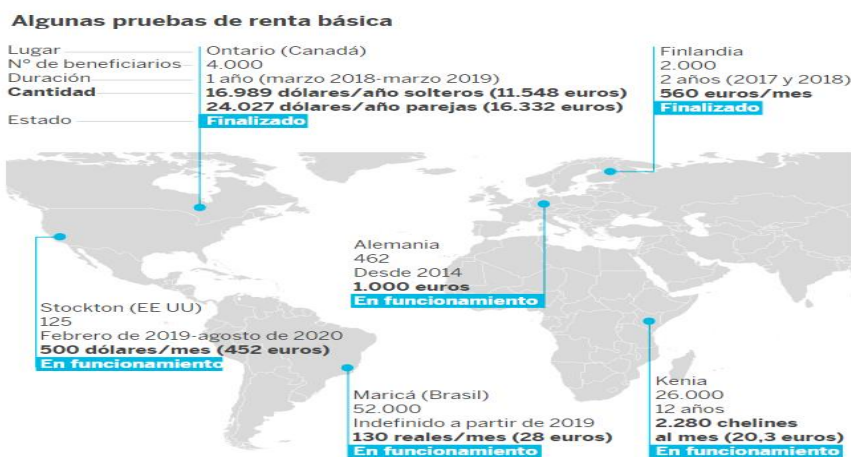 Algunas pruebas de renta básica
Lugar
Nº de beneficiarios
Duración
Cantidad
Estado
Ontario (Canadá)
4.000
1 año (marzo 2018-marzo 2019)
16.989 dólares/año solteros (11.548 euros)
24.027 dólares/año parejas (16.332 euros)
Finalizado
Finlandia
2.000
2 años (2017 y 2018)
560 euros/mes
Finalizado
Alemania
462
Desde 2014
1.000 euros
En funcionamiento
Stockton (EE UU)
125
Febrero de 2019-agosto de 2020
500 dólares/mes (452 euros)
En funcionamiento
Maricá (Brasil)
52.000
Indefinido a partir de 2019
130 reales/mes (28 euros)
En funcionamiento
Kenia
26.000
12 años
2.280 chelines
al mes (20,3 euros)
En funcionamiento